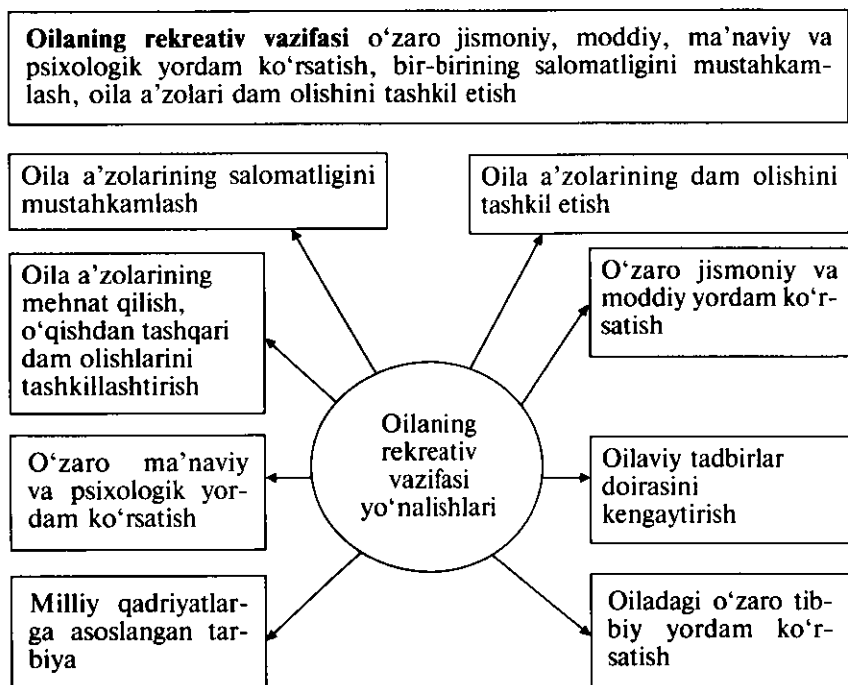 Oilaning rekreativ vazifasi o‘zaro jismoniy, moddiy, ma’naviy va
psixologik yordam ko‘rsatish, bir-birining salomatligini mustahkam-
lash, oila a’zolari dam olishini tashkil etish
Oila a’zolarining salomatligini
mustahkamlash
Oila a’zolarining dam olishini
tashkil etish
Oila a’zolarining
mehnat qilish,
o‘qishdan tashqari
dam olishlarini
tashkillashtirish
O‘zaro jismoniy va
moddiy yordam ko‘r-
satish
Oilaning
rekreativ
vazifasi
yo‘nalishlari
O‘zaro ma’naviy
va psixologik yor-
dam ko‘rsatish
Oilaviy tadbirlar
doirasini
kengaytirish
Milliy qadriyatlar-
ga asoslangan tar-
biya
Oiladagi o‘zaro tib-
biy yordam ko‘r-
satish